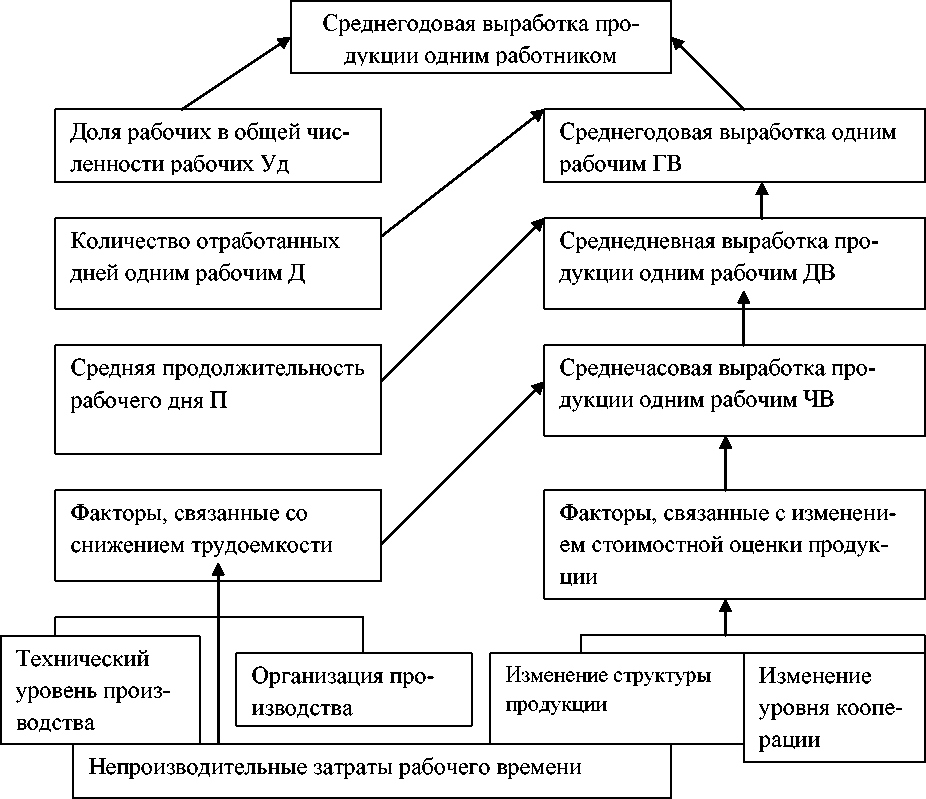 Среднегодовая выработка про-
дукции одним работником
Доля рабочих в общей чис-
ленности рабочих Уд
Среднегодовая выработка одним
рабочим ГВ
Количество отработанных
дней одним рабочим Д
Среднедневная выработка про-
дукции одним рабочим ДВ
Средняя продолжительность
рабочего дня П
Среднечасовая выработка про-
дукции одним рабочим ЧВ
Факторы, связанные со
снижением трудоемкости
Факторы, связанные с изменени-
ем стоимостной оценки продук-
ции
Технический
уровень произ-
водства
Организация про-
изводства
Изменение структуры
продукции
Изменение
уровня коопе-
рации
Непроизводительные затраты рабочего времени